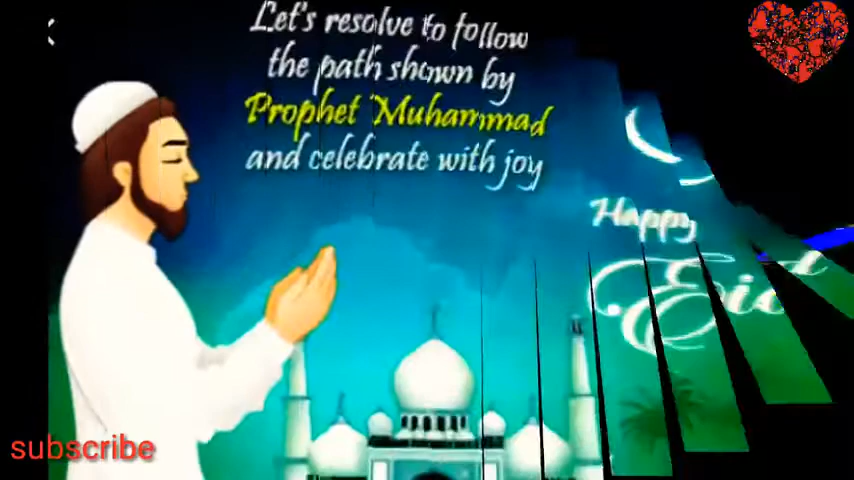 Let's resolve to follow
the path shown by
Prophet Muhammad
and celebrate with joy
Happy
Eid
subscribe